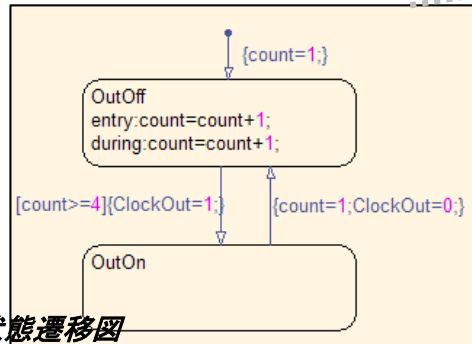 {count=1;}
OutOff
entry:count=count+1;
during:count=count+1;
[count>=4]{ClockOut=1;}
{count=1;ClockOut=0;}
OutOn
態遷移図